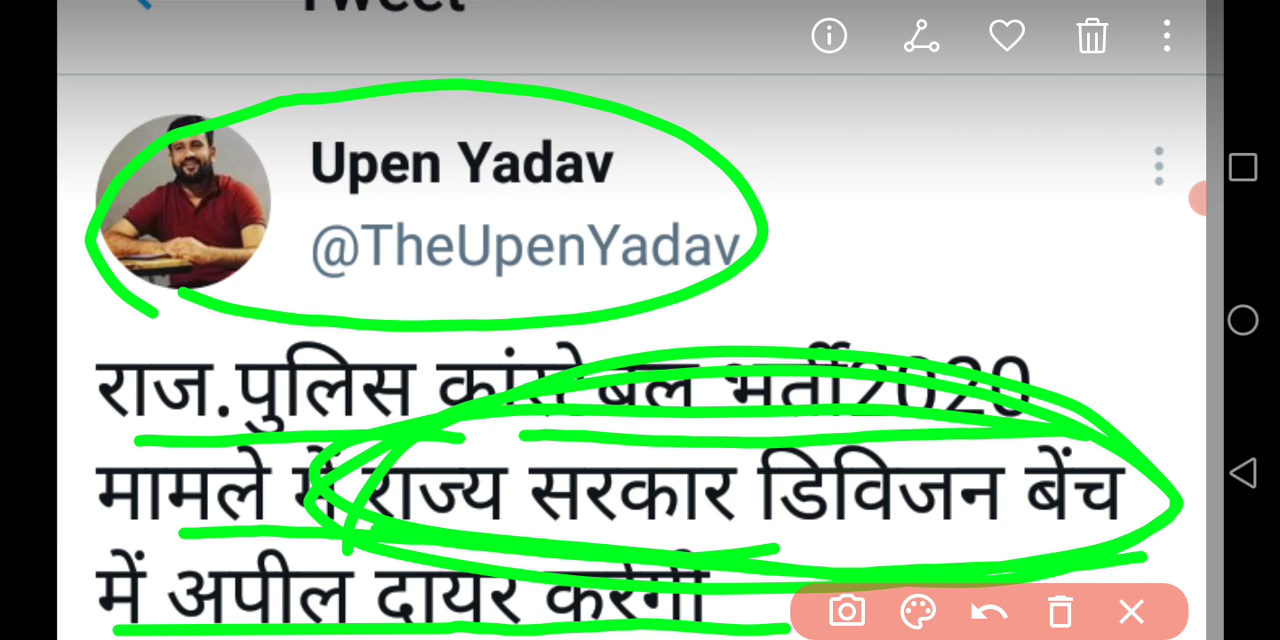 Tweet
Upen Yadav
@TheUpenYadav
राज.पुलिस कांस्टेबल भर्ती2020
मामले में राज्य सरकार डिविजन बेंच
में अपील दायर करेगी